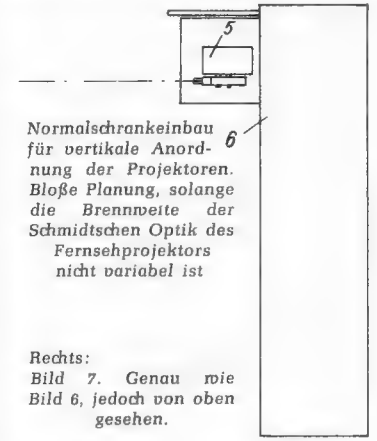 5
Normalschrankeinbau
für vertikale Anord-
nung der Projektoren.
6
Bloße Planung, solange
die Brennweite der
Schmidtschen Optik des
Fernsehprojektors
nicht variabel ist
Rechts:
Bild 7. Genau wie
Bild 6, jedoch von oben
gesehen.